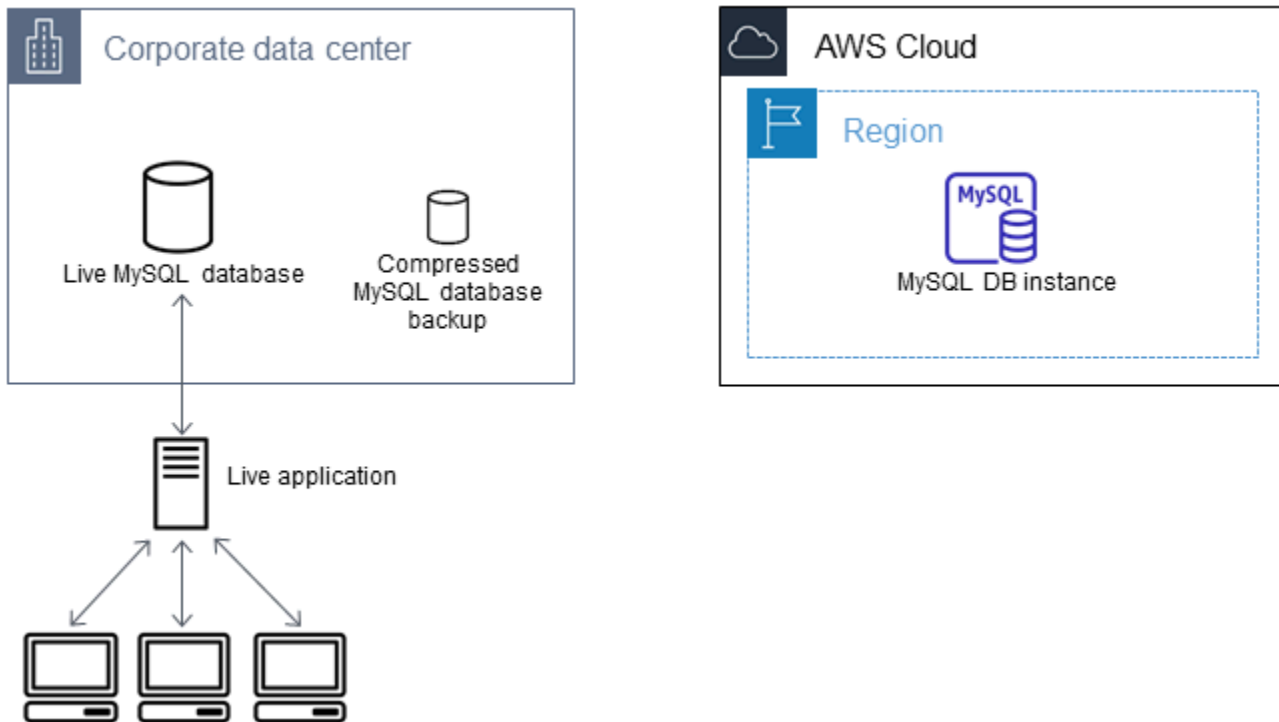 Corporate data center
Live MySQL database
Compressed
MySQL database
backup
Live application
AWS Cloud
Region
MySQL
MySQL DB instance